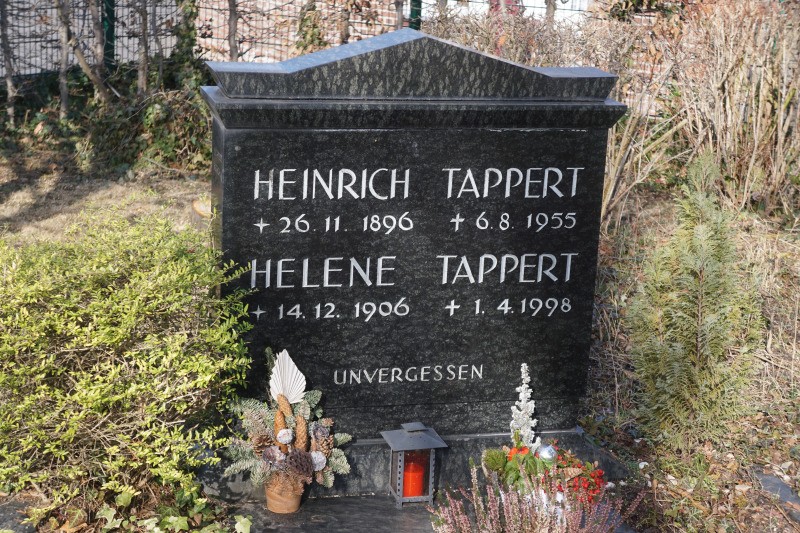 HEINRICH TAPPERT
✦ 26. 11. 1896 ✝ 6. 8. 1955
HELENE TAPPERT
✦ 14. 12. 1906 ✝ 1. 4. 1998
UNVERGESSEN